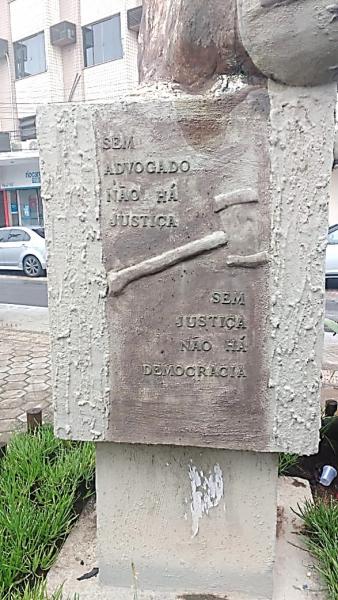 SEM
ADVOGADO
NÃO HÁ
JUSTIÇA
SEM
JUSTIÇA
NÃO HÁ
DEMOCRACIA